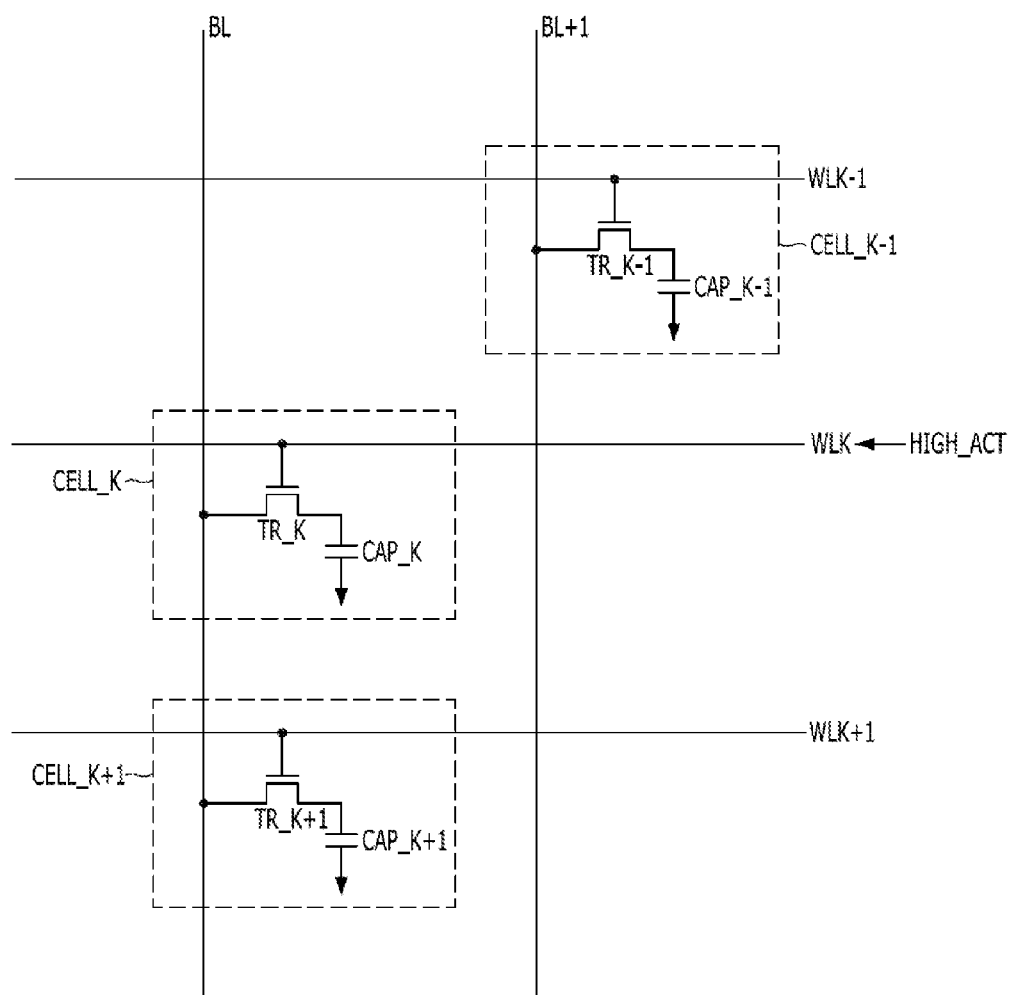 BL
BL+1
WLK-1
CELL_K-1
TR_K-1
CAP_K-1
WLK
HIGH_ACT
CELL_K
TR_K
CAP_K
WLK+1
CELL_K+1
TR_K+1
CAP_K+1